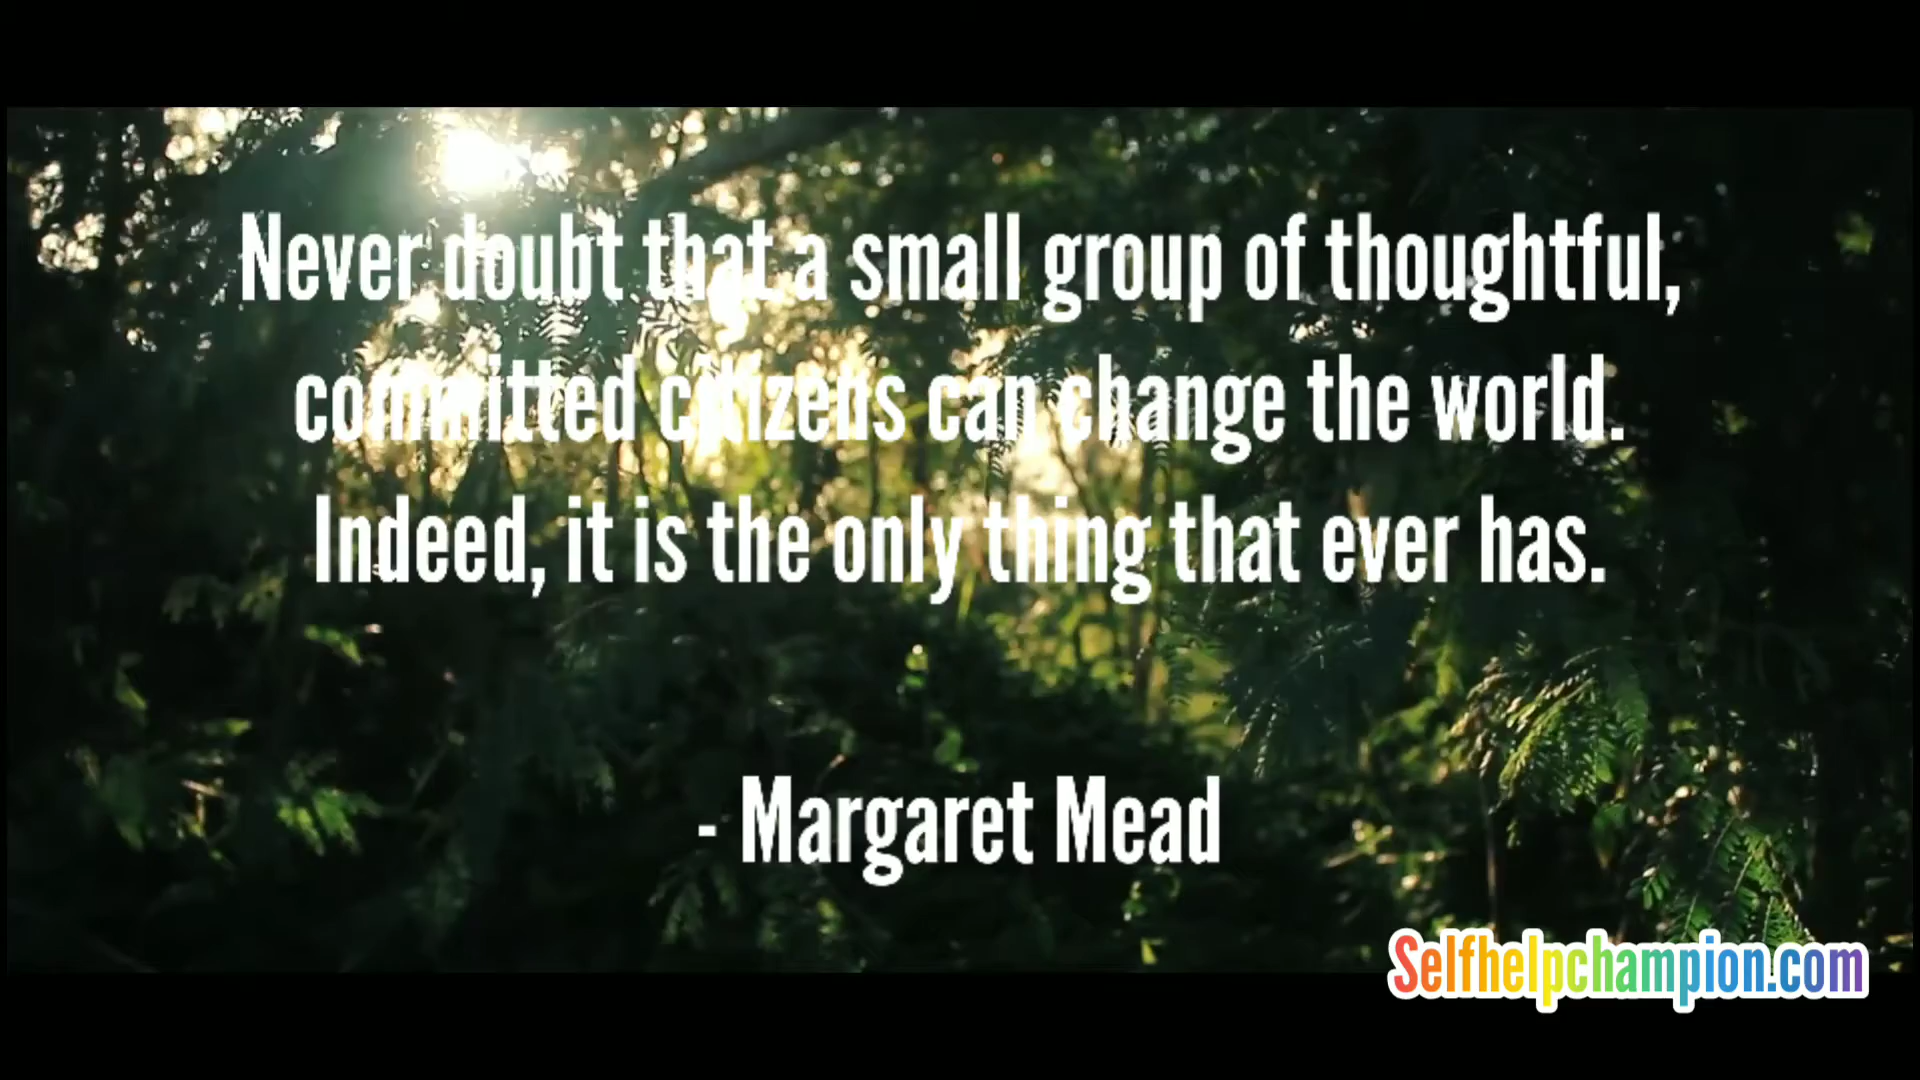 Never doubt that a small group of thoughtful,
committed citizens can change the world.
Indeed, it is the only thing that ever has.
- Margaret Mead
Selfhelpchampion.com